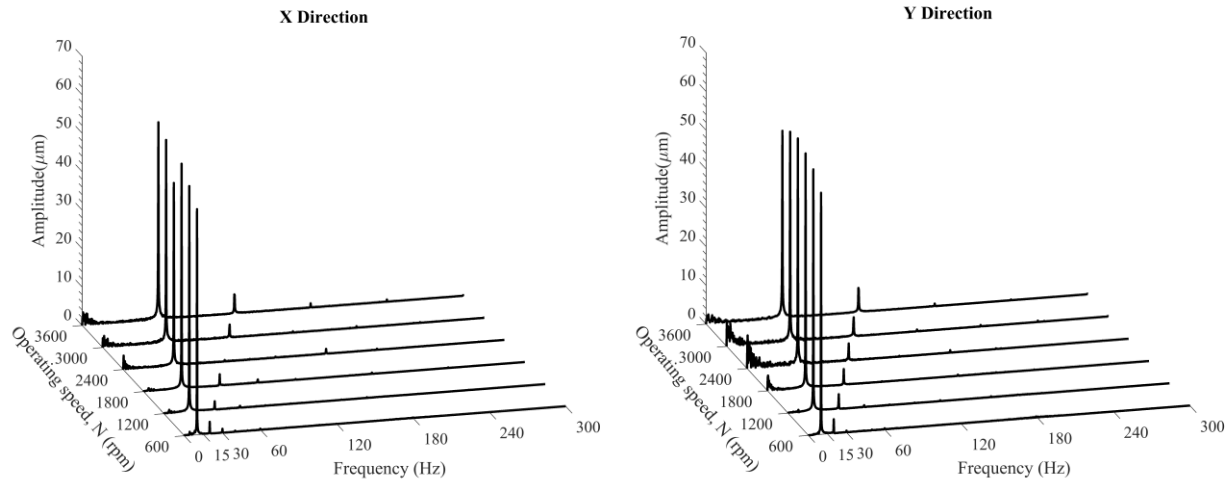 X Direction
70
60
50
40
30
20
10
0
Amplitude(μm)
3600
3000
2400
1800
1200
600
Operating speed, N (rpm)
0 15 30 60 120 180 240 300
Frequency (Hz)
Y Direction
70
60
50
40
30
20
10
0
Amplitude(μm)
3600
3000
2400
1800
1200
600
Operating speed, N (rpm)
0 15 30 60 120 180 240 300
Frequency (Hz)